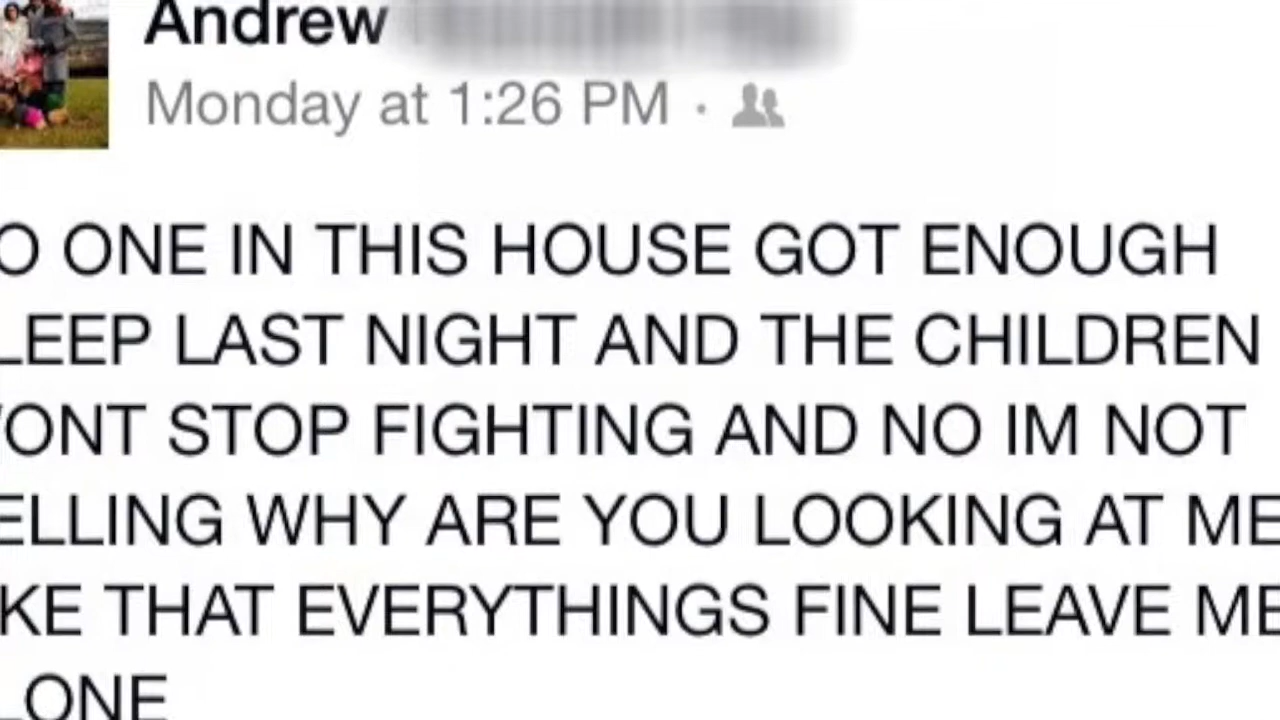 Andrew
Monday at 1:26 PM ·
O ONE IN THIS HOUSE GOT ENOUGH
LEEP LAST NIGHT AND THE CHILDREN
ONT STOP FIGHTING AND NO IM NOT
ELLING WHY ARE YOU LOOKING AT ME
KE THAT EVERYTHINGS FINE LEAVE ME
LONE